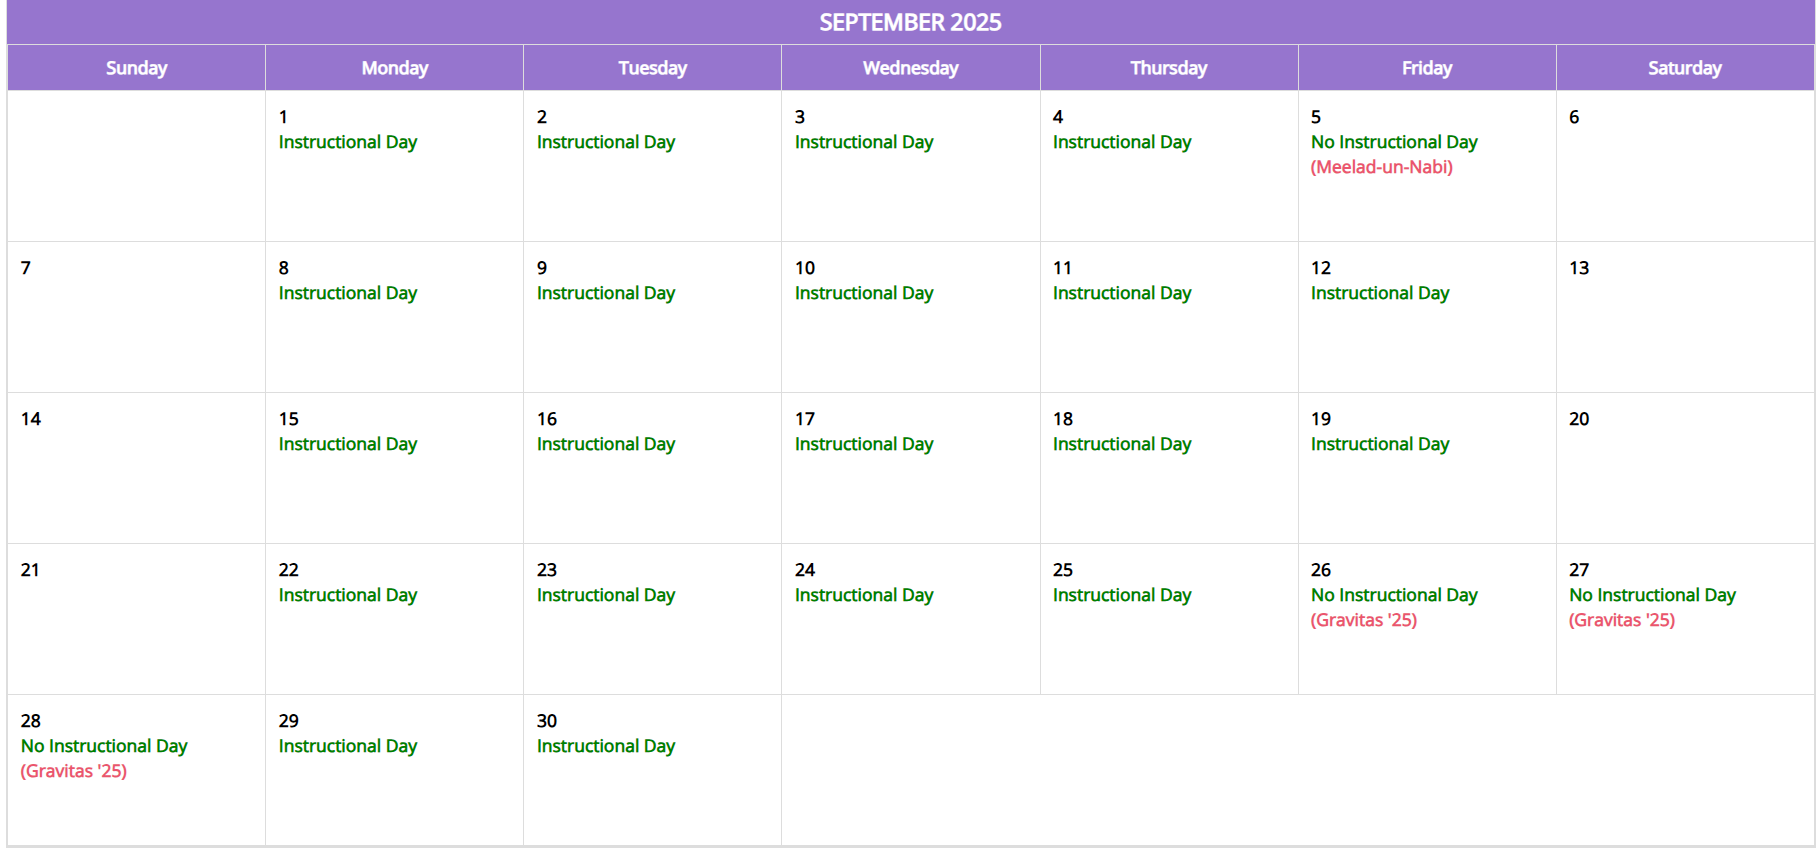 SEPTEMBER 2025
Sunday Monday Tuesday Wednesday Thursday Friday Saturday
1 2 3 4 5 6
Instructional Day Instructional Day Instructional Day Instructional Day No Instructional Day
(Meelad-un-Nabi)
7 8 9 10 11 12 13
Instructional Day Instructional Day Instructional Day Instructional Day Instructional Day
14 15 16 17 18 19 20
Instructional Day Instructional Day Instructional Day Instructional Day Instructional Day
21 22 23 24 25 26 27
Instructional Day Instructional Day Instructional Day Instructional Day No Instructional Day No Instructional Day
(Gravitas '25) (Gravitas '25)
28 29 30
No Instructional Day Instructional Day Instructional Day
(Gravitas '25)